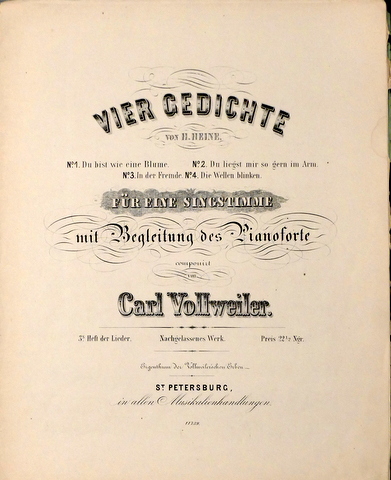 VIER GEDICHTE
VON H. HEINE.
No 1. Du bist wie eine Blume. No 2. Du liegst mir so gern im Arm.
No 3. In der Fremde. No 4. Die Wellen blinken.
FÜR EINE SINGSTIMME
mit Begleitung des Pianoforte
componirt
von
Carl Vollweiler.
3s Heft der Lieder. Nachgelassenes Werk. Preis 22½ Ngr.
Eigenthum der Vollweilerschen Erben.
ST PETERSBURG,
in allen Musikalienhandlungen.